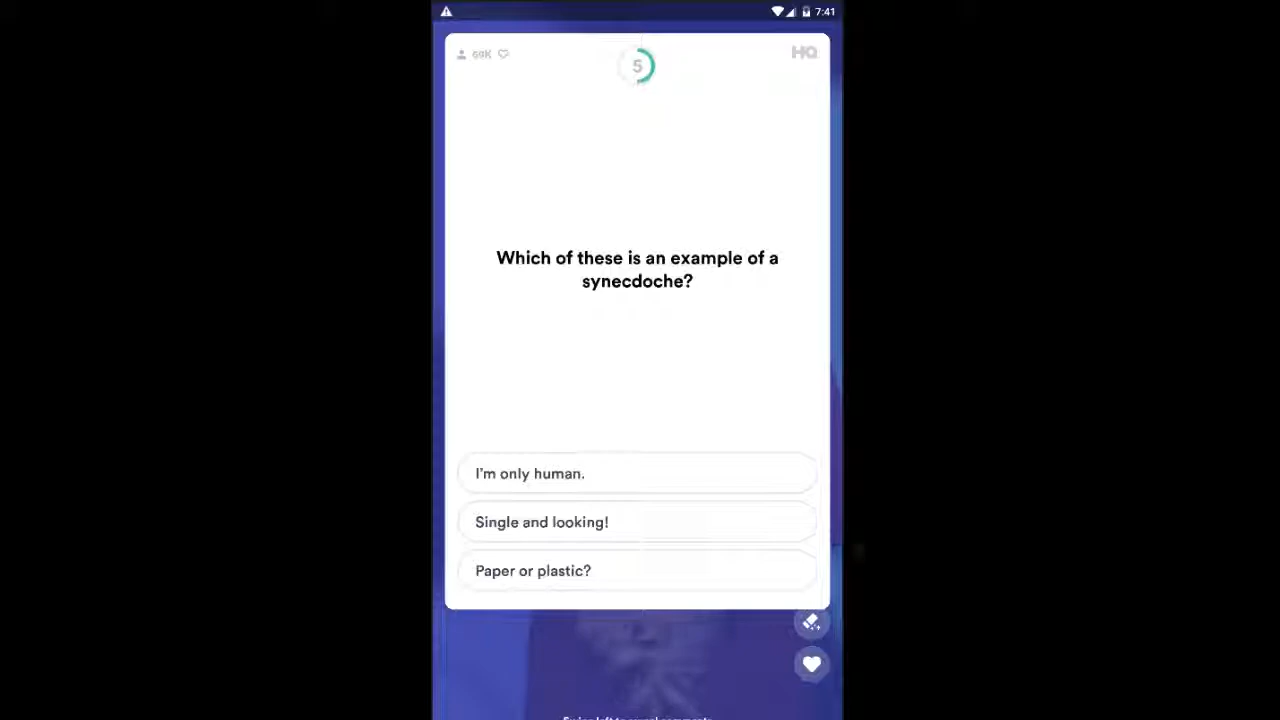 7:41
69K
5
HQ
Which of these is an example of a
synecdoche?
I'm only human.
Single and looking!
Paper or plastic?